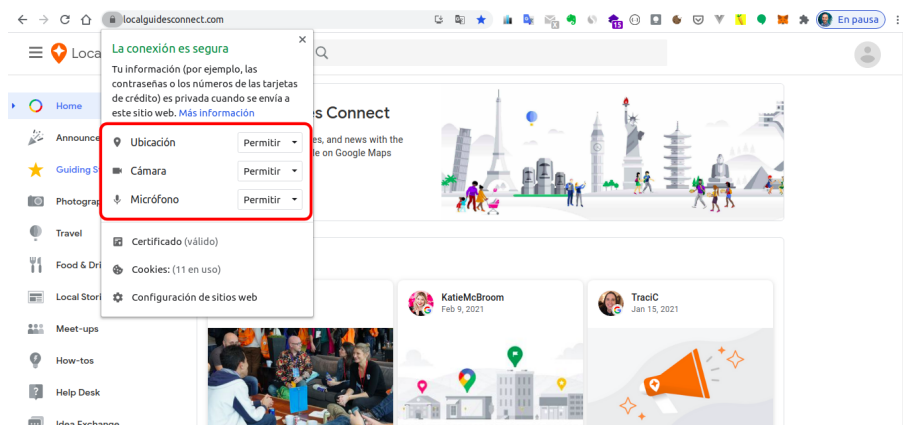 localguidesconnect.com
15
En pausa
La conexión es segura
Tu información (por ejemplo, las
contraseñas o los números de las tarjetas
de crédito) es privada cuando se envía a
este sitio web. Más información
Ubicación Permitir
Cámara Permitir
Micrófono Permitir
Certificado (válido)
Cookies: (11 en uso)
Configuración de sitios web
Loca
Home
Announce
Guiding S
Photograp
Travel
Food & Dri
Local Stori
Meet-ups
How-tos
Help Desk
Idea Exchange
s Connect
es, and news with the
le on Google Maps
KatieMcBroom
Feb 9, 2021
TraciC
Jan 15, 2021